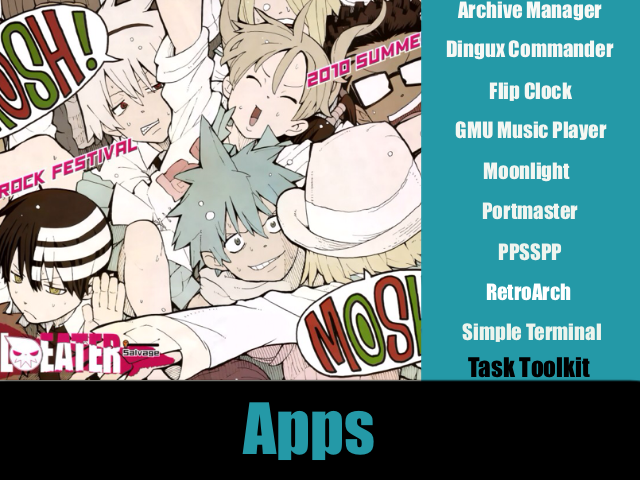 OSH!
2010 SUMME
ROCK FESTIVAL
MOSH
L EATER
Salvage
Archive Manager
Dingux Commander
Flip Clock
GMU Music Player
Moonlight
Portmaster
PPSSPP
RetroArch
Simple Terminal
Task Toolkit
Apps